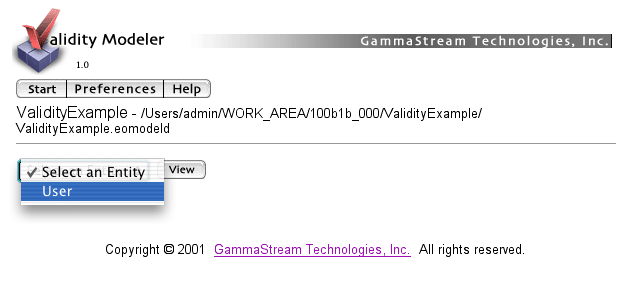 Validity Modeler
GammaStream Technologies, Inc.
1.0
Start Preferences Help
ValidityExample - /Users/admin/WORK_AREA/100b1b_000/ValidityExample/
ValidityExample.eomodeld
✓ Select an Entity View
User
Copyright © 2001 GammaStream Technologies, Inc. All rights reserved.